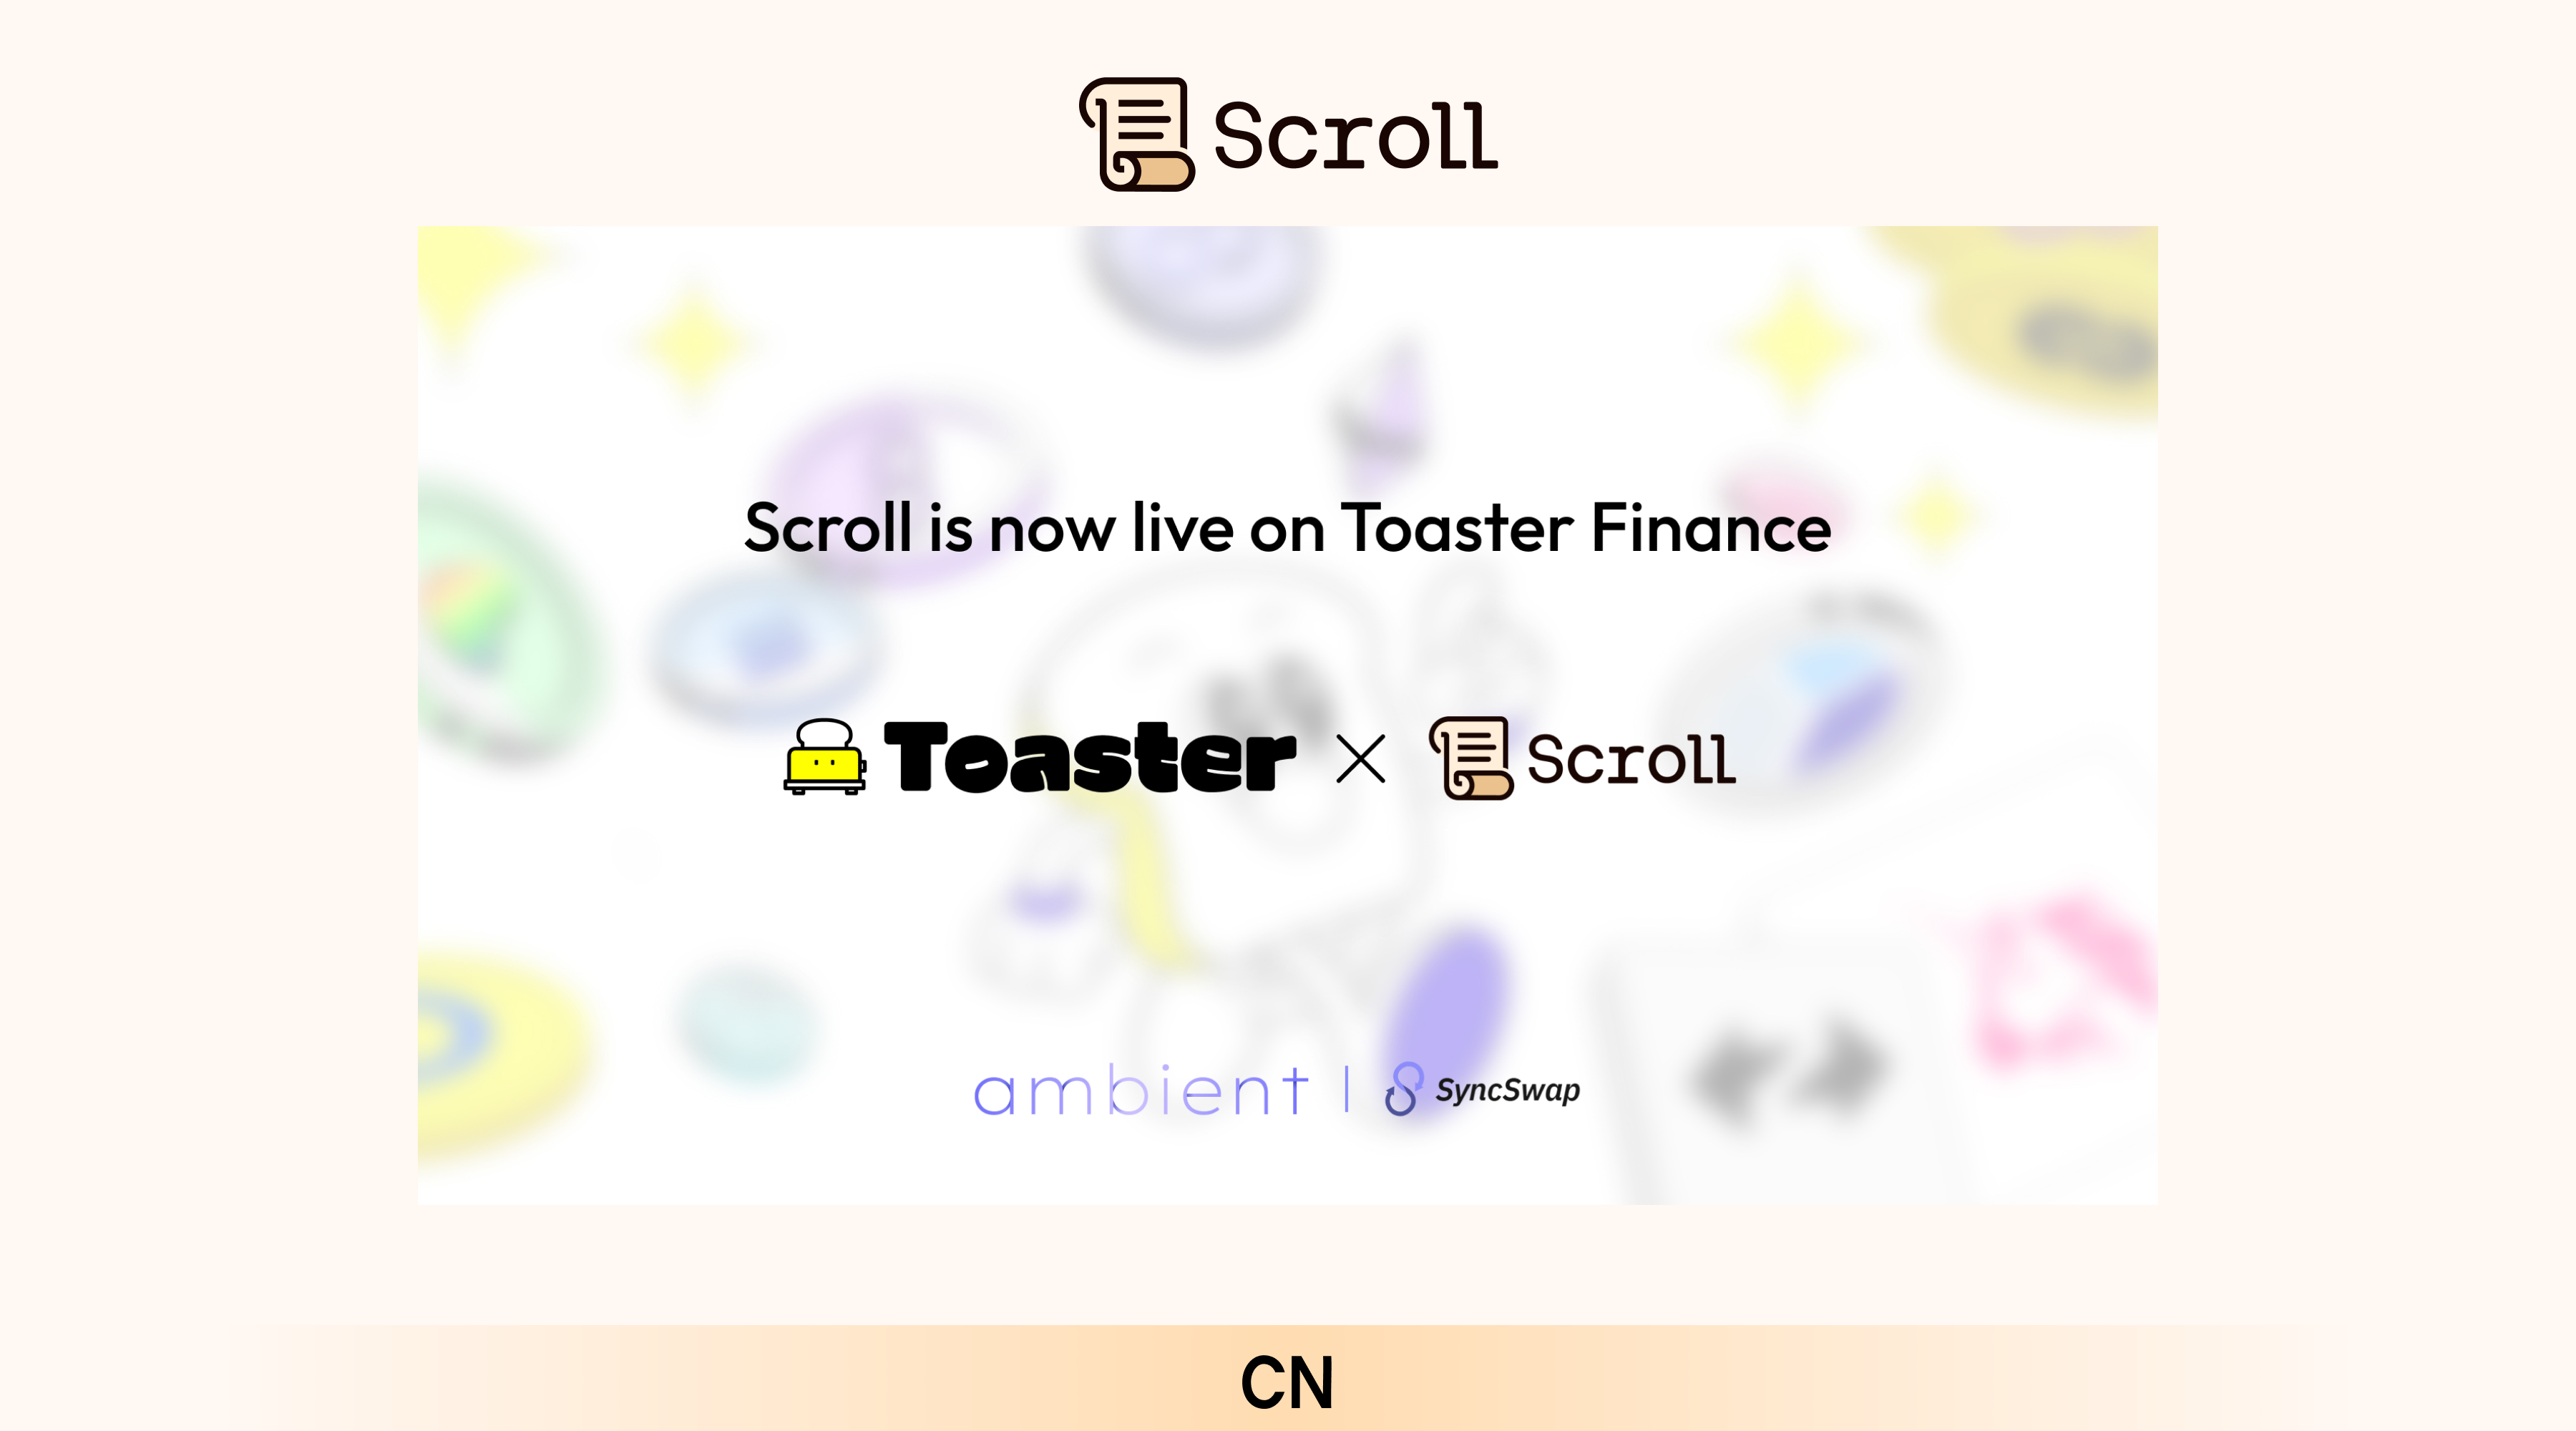 Scroll
Scroll is now live on Toaster Finance
Toaster × Scroll
ambient | SyncSwap
CN